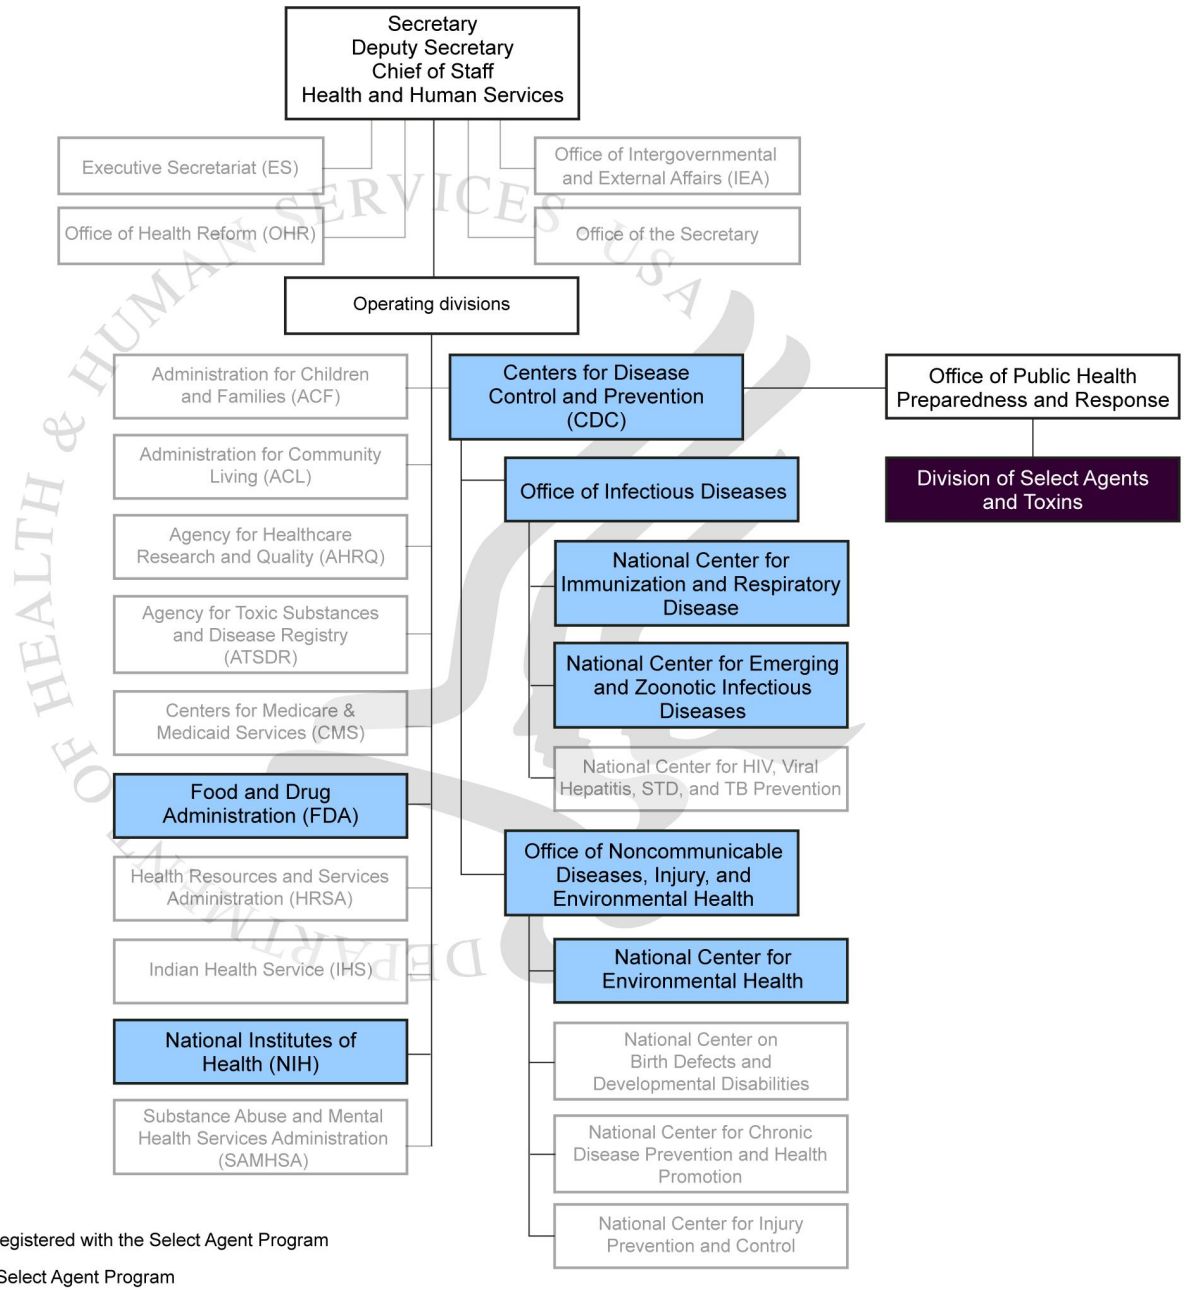 Secretary
Deputy Secretary
Chief of Staff
Health and Human Services
Executive Secretariat (ES)
Office of Intergovernmental
and External Affairs (IEA)
Office of Health Reform (OHR)
Office of the Secretary
Operating divisions
Administration for Children
and Families (ACF)
Administration for Community
Living (ACL)
Agency for Healthcare
Research and Quality (AHRQ)
Agency for Toxic Substances
and Disease Registry
(ATSDR)
Centers for Medicare &
Medicaid Services (CMS)
Food and Drug
Administration (FDA)
Health Resources and Services
Administration (HRSA)
Indian Health Service (IHS)
National Institutes of
Health (NIH)
Substance Abuse and Mental
Health Services Administration
(SAMHSA)
Centers for Disease
Control and Prevention
(CDC)
Office of Infectious Diseases
National Center for
Immunization and Respiratory
Disease
National Center for Emerging
and Zoonotic Infectious
Diseases
National Center for HIV, Viral
Hepatitis, STD, and TB Prevention
Office of Noncommunicable
Diseases, Injury, and
Environmental Health
National Center for
Environmental Health
National Center on
Birth Defects and
Developmental Disabilities
National Center for Chronic
Disease Prevention and Health
Promotion
National Center for Injury
Prevention and Control
Office of Public Health
Preparedness and Response
Division of Select Agents
and Toxins
DEPARTMENT OF HEALTH & HUMAN SERVICES · USA
egistered with the Select Agent Program
Select Agent Program